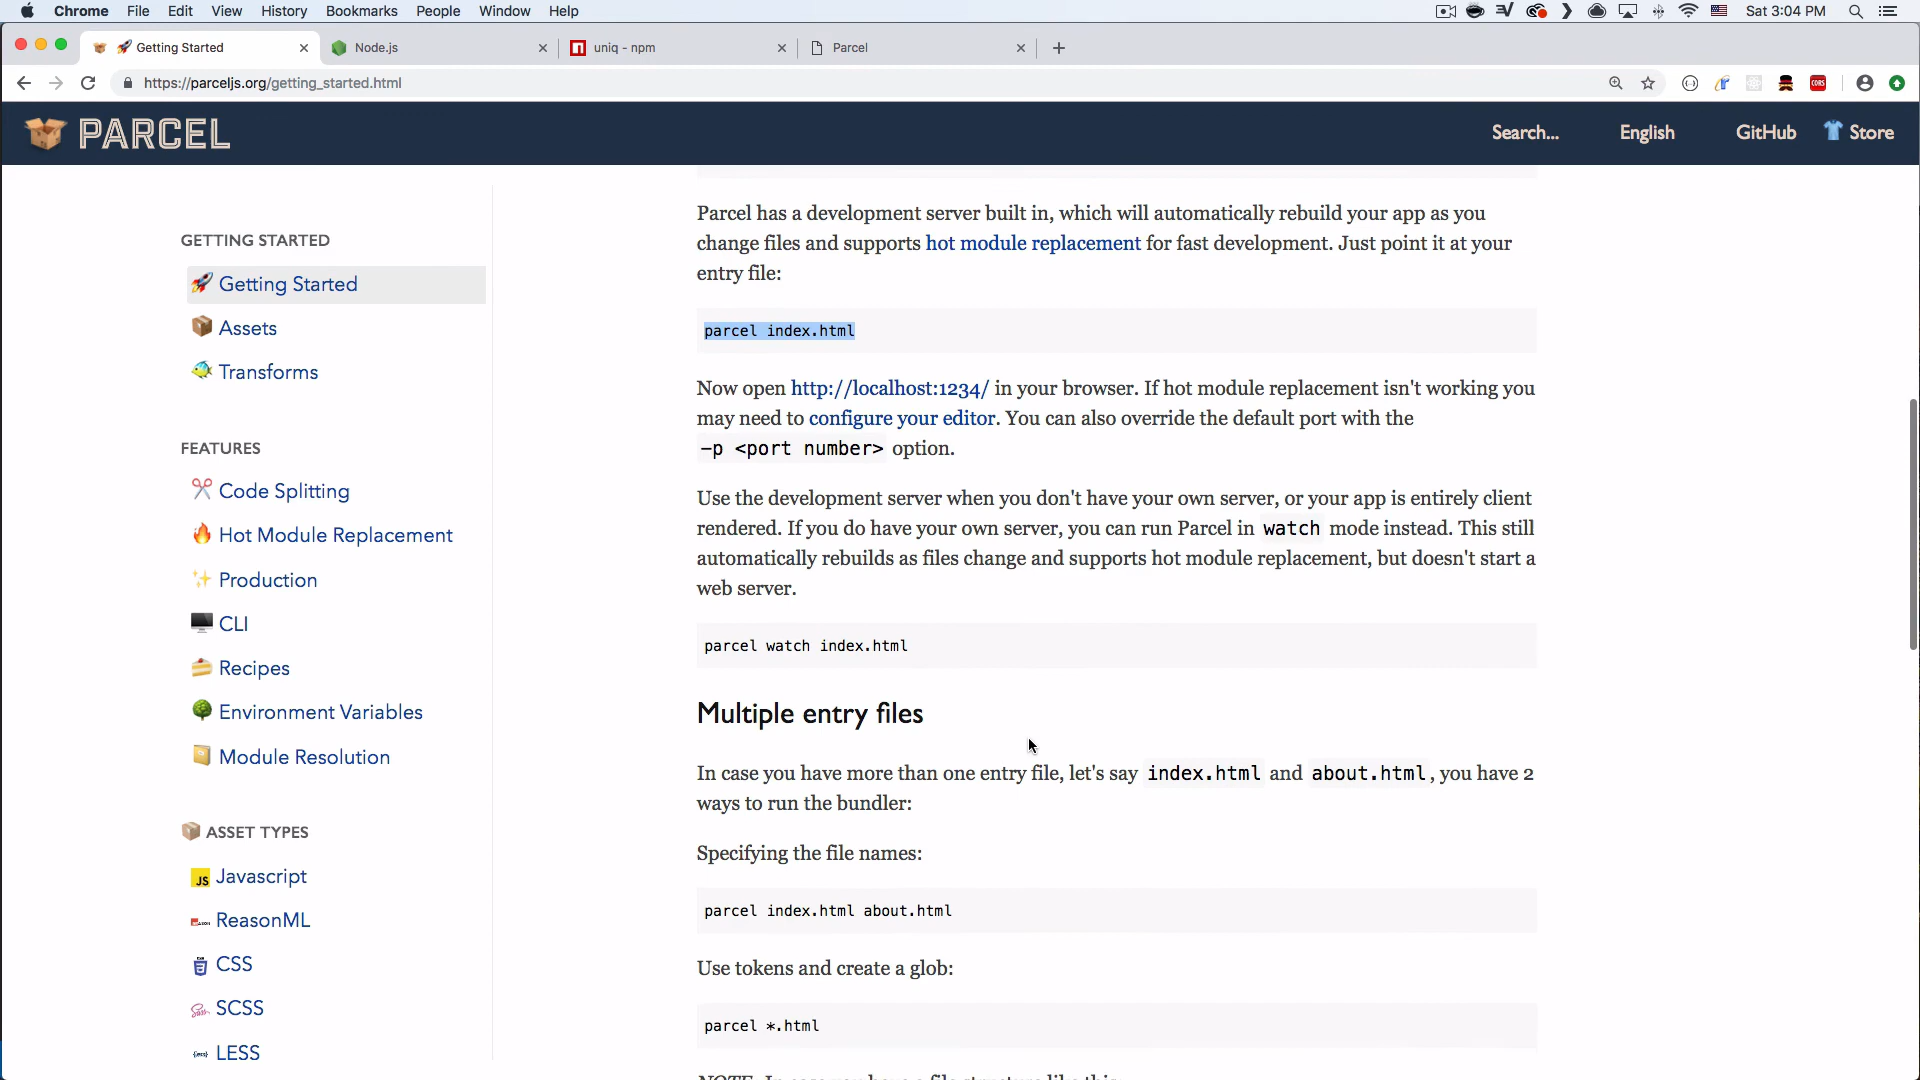 Chrome File Edit View History Bookmarks People Window Help Sat 3:04 PM
Getting Started Node.js uniq - npm Parcel
https://parceljs.org/getting_started.html CORS
PARCEL Search... English GitHub Store
GETTING STARTED
Getting Started
Assets
Transforms
FEATURES
Code Splitting
Hot Module Replacement
Production
CLI
Recipes
Environment Variables
Module Resolution
ASSET TYPES
JS Javascript
ReasonML
CSS
SCSS
LESS
Parcel has a development server built in, which will automatically rebuild your app as you
change files and supports hot module replacement for fast development. Just point it at your
entry file:
parcel index.html
Now open http://localhost:1234/ in your browser. If hot module replacement isn't working you
may need to configure your editor. You can also override the default port with the
-p <port number> option.
Use the development server when you don't have your own server, or your app is entirely client
rendered. If you do have your own server, you can run Parcel in watch mode instead. This still
automatically rebuilds as files change and supports hot module replacement, but doesn't start a
web server.
parcel watch index.html
Multiple entry files
In case you have more than one entry file, let's say index.html and about.html, you have 2
ways to run the bundler:
Specifying the file names:
parcel index.html about.html
Use tokens and create a glob:
parcel *.html
NOTE: In case you have a file structure like this: